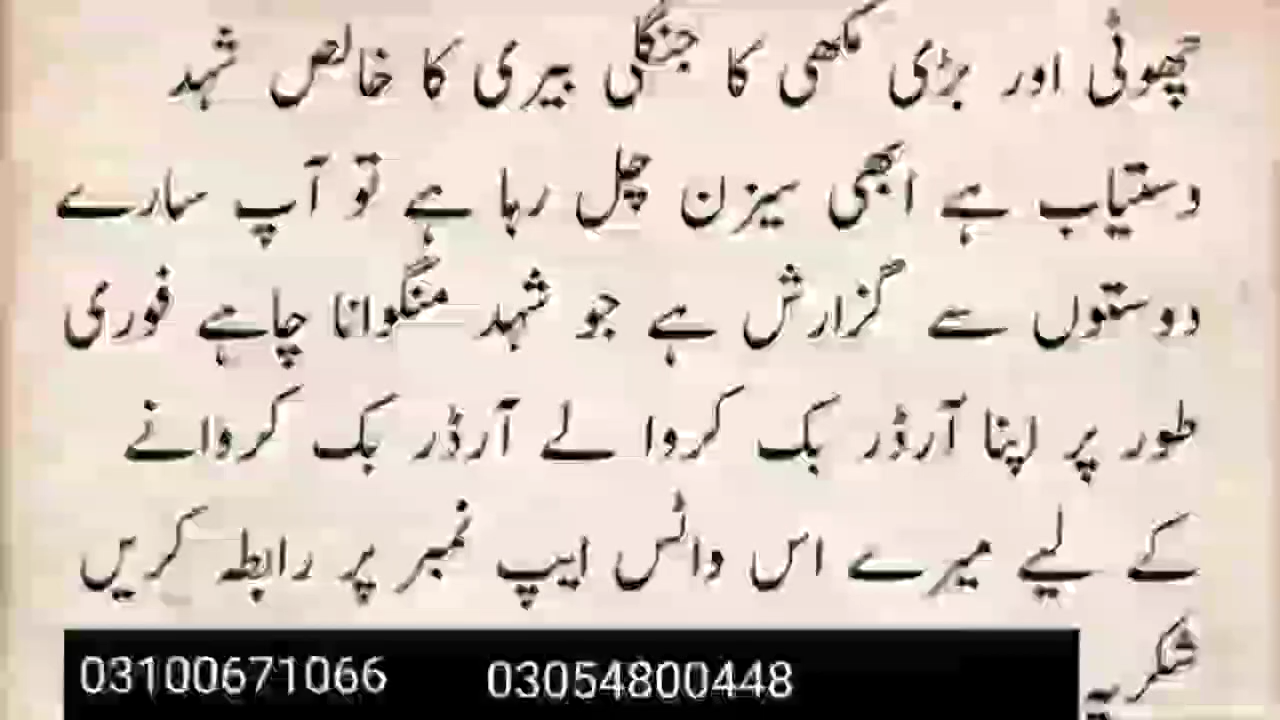 چھوٹی اور بڑی مکھی کا جنگلی بیری کا خالص شہد
دستیاب ہے ابھی سیزن چل رہا ہے تو آپ سارے
دوستوں سے گزارش ہے جو شہد منگوانا چاہے فوری
طور پر اپنا آرڈر بک کروا لے آرڈر بک کروانے
کے لیے میرے اس واٹس ایپ نمبر پر رابطہ کریں
شکریہ
03100671066 03054800448